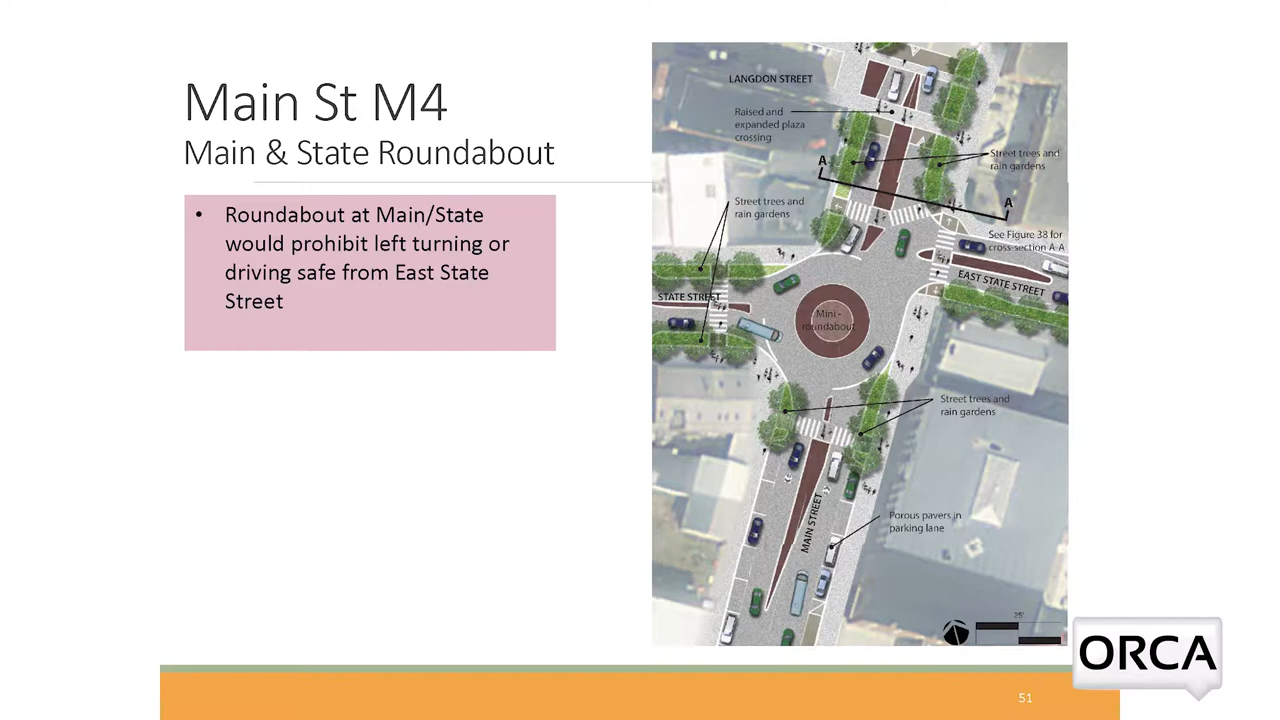 Main St M4
Main & State Roundabout
• Roundabout at Main/State
would prohibit left turning or
driving safe from East State
Street
LANGDON STREET
Raised and
expanded plaza
crossing
Street trees and
rain gardens
A
A
Street trees and
rain gardens
See Figure 38 for
cross-section A-A
EAST STATE STREET
STATE STREET
Mini -
roundabout
Street trees and
rain gardens
Porous pavers in
parking lane
MAIN STREET
25'
ORCA
51